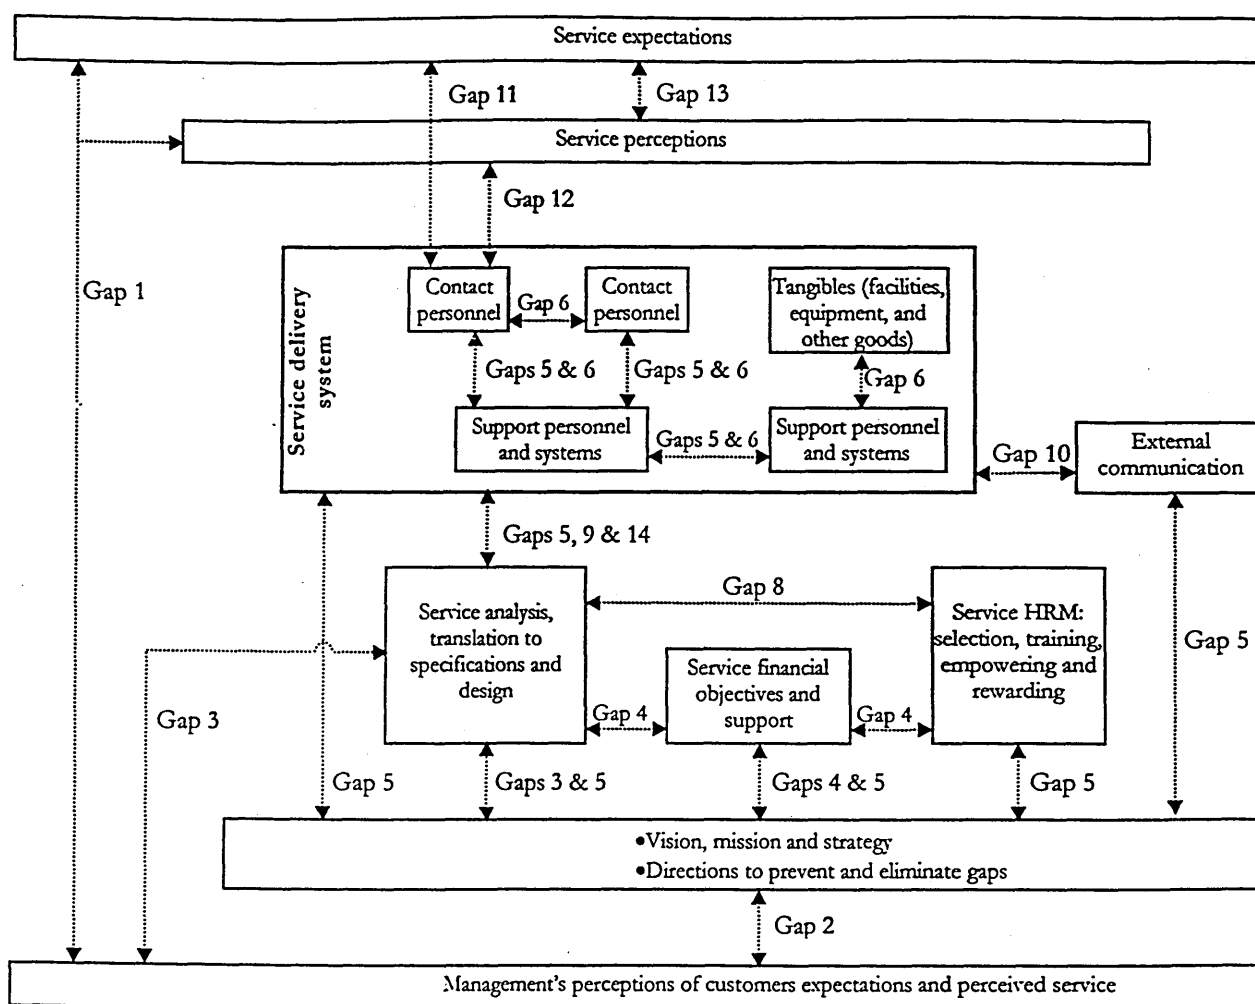 Service expectations
Gap 11
Gap 13
Service perceptions
Gap 12
Gap 1
Service delivery
system
Contact
personnel
Gap 6
Contact
personnel
Tangibles (facilities,
equipment, and
other goods)
Gaps 5 & 6
Gaps 5 & 6
Gap 6
Support personnel
and systems
Gaps 5 & 6
Support personnel
and systems
Gap 10
External
communication
Gaps 5, 9 & 14
Gap 8
Service analysis,
translation to
specifications and
design
Service HRM:
selection, training,
empowering and
rewarding
Gap 5
Service financial
objectives and
support
Gap 3
Gap 4
Gap 4
Gap 5
Gaps 3 & 5
Gaps 4 & 5
Gap 5
•Vision, mission and strategy
•Directions to prevent and eliminate gaps
Gap 2
Management's perceptions of customers expectations and perceived service